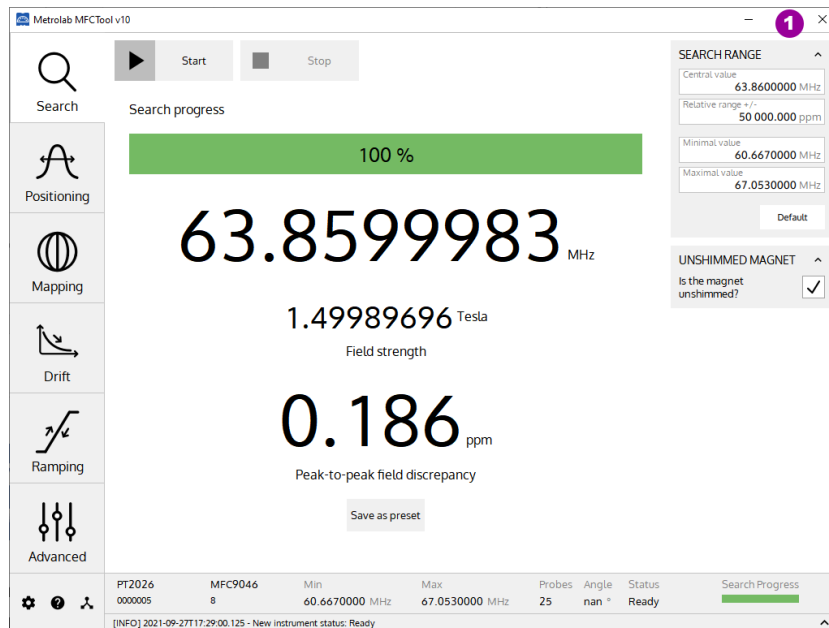 Metrolab MFCTool v10
1
Search
Positioning
Mapping
Drift
Ramping
Advanced
Start
Stop
Search progress
100 %
63.8599983 MHz
1.49989696 Tesla
Field strength
0.186 ppm
Peak-to-peak field discrepancy
Save as preset
SEARCH RANGE
Central value
63.8600000 MHz
Relative range +/-
50 000.000 ppm
Minimal value
60.6670000 MHz
Maximal value
67.0530000 MHz
Default
UNSHIMMED MAGNET
Is the magnet
unshimmed?
PT2026 MFC9046 Min Max Probes Angle Status Search Progress
0000005 8 60.6670000 MHz 67.0530000 MHz 25 nan ° Ready
[INFO] 2021-09-27T17:29:00.125 - New instrument status: Ready